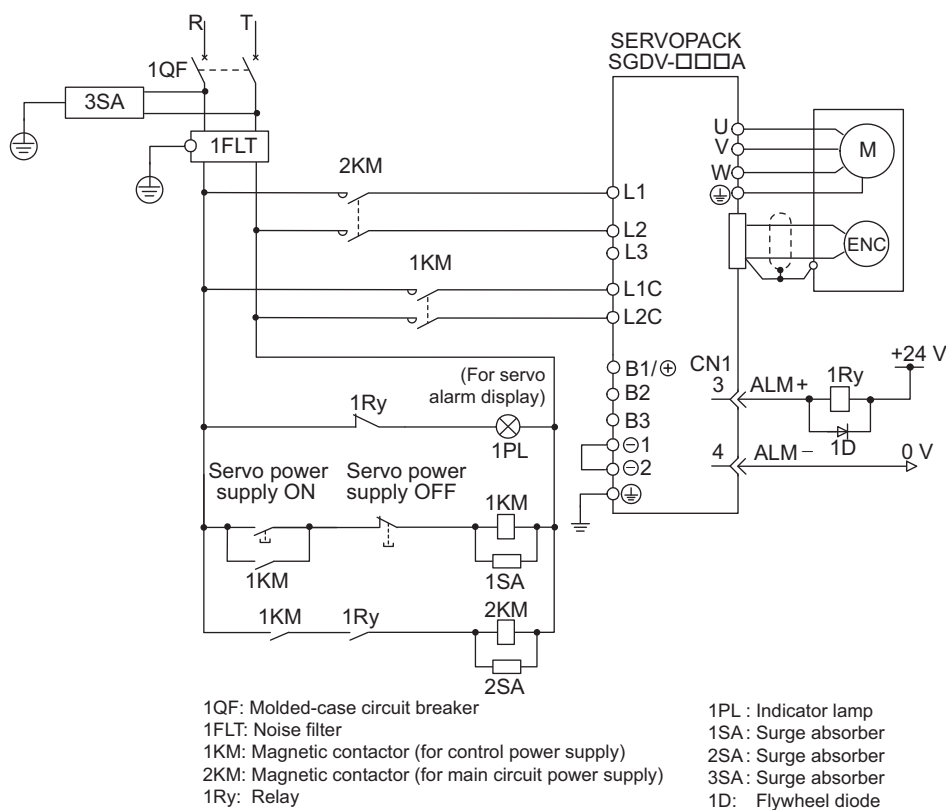 R T
SERVOPACK
SGDV-□□□A
1QF
3SA
1FLT
U
V
W
M
2KM
L1
L2
L3
ENC
1KM
L1C
L2C
B1/⊕
CN1
+24 V
(For servo
alarm display)
1Ry
1PL
B2
B3
3 ALM+
1Ry
1D
⊖1
⊖2
4 ALM−
0 V
Servo power
supply ON
Servo power
supply OFF
1KM
1KM
1SA
1KM
1Ry
2KM
2SA
1QF: Molded-case circuit breaker
1FLT: Noise filter
1KM: Magnetic contactor (for control power supply)
2KM: Magnetic contactor (for main circuit power supply)
1Ry: Relay
1PL : Indicator lamp
1SA : Surge absorber
2SA : Surge absorber
3SA : Surge absorber
1D: Flywheel diode